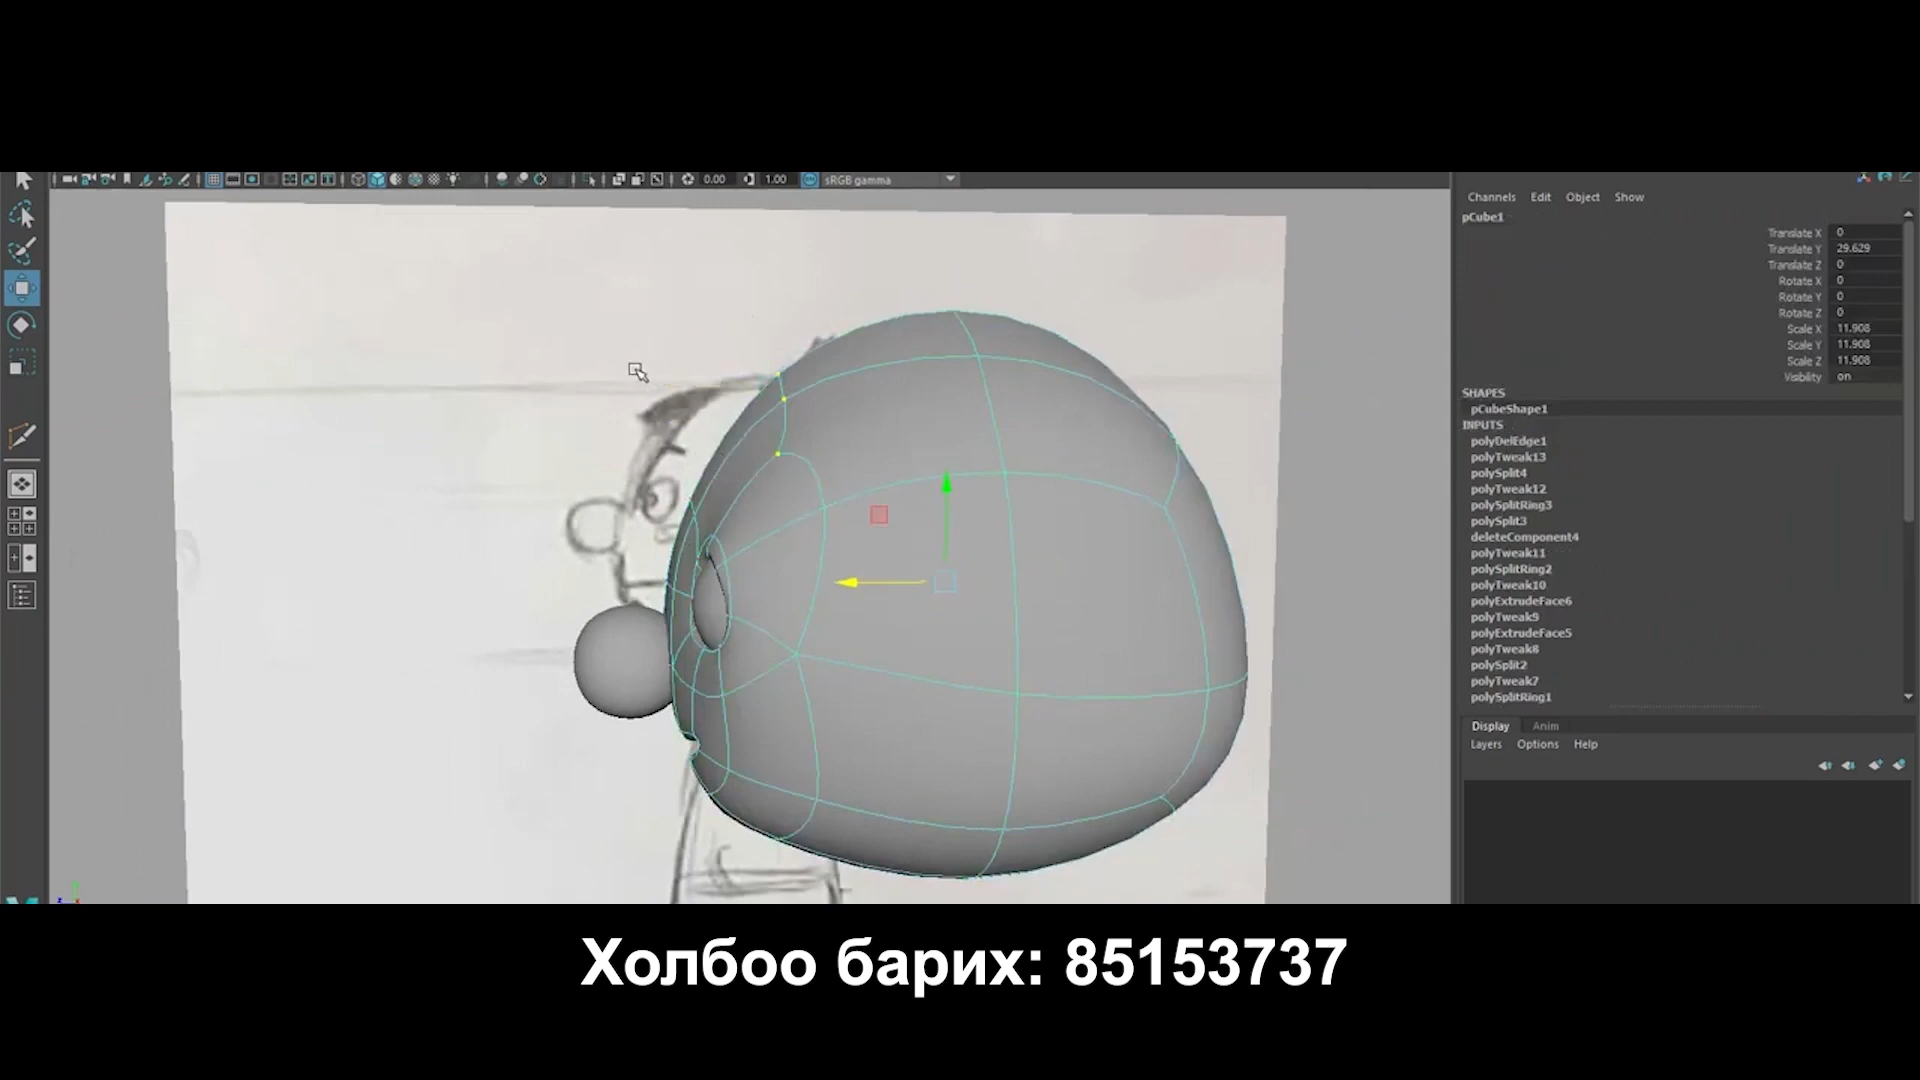 0.00 1.00 sRGB gamma
Channels Edit Object Show
pCube1
Translate X 0
Translate Y 29.629
Translate Z 0
Rotate X 0
Rotate Y 0
Rotate Z 0
Scale X 11.908
Scale Y 11.908
Scale Z 11.908
Visibility on
SHAPES
pCubeShape1
INPUTS
polyDelEdge1
polyTweak13
polySplit4
polyTweak12
polySplitRing3
polySplit3
deleteComponent4
polyTweak11
polySplitRing2
polyTweak10
polyExtrudeFace6
polyTweak9
polyExtrudeFace5
polyTweak8
polySplit2
polyTweak7
polySplitRing1
Display Anim
Layers Options Help
Холбоо барих: 85153737